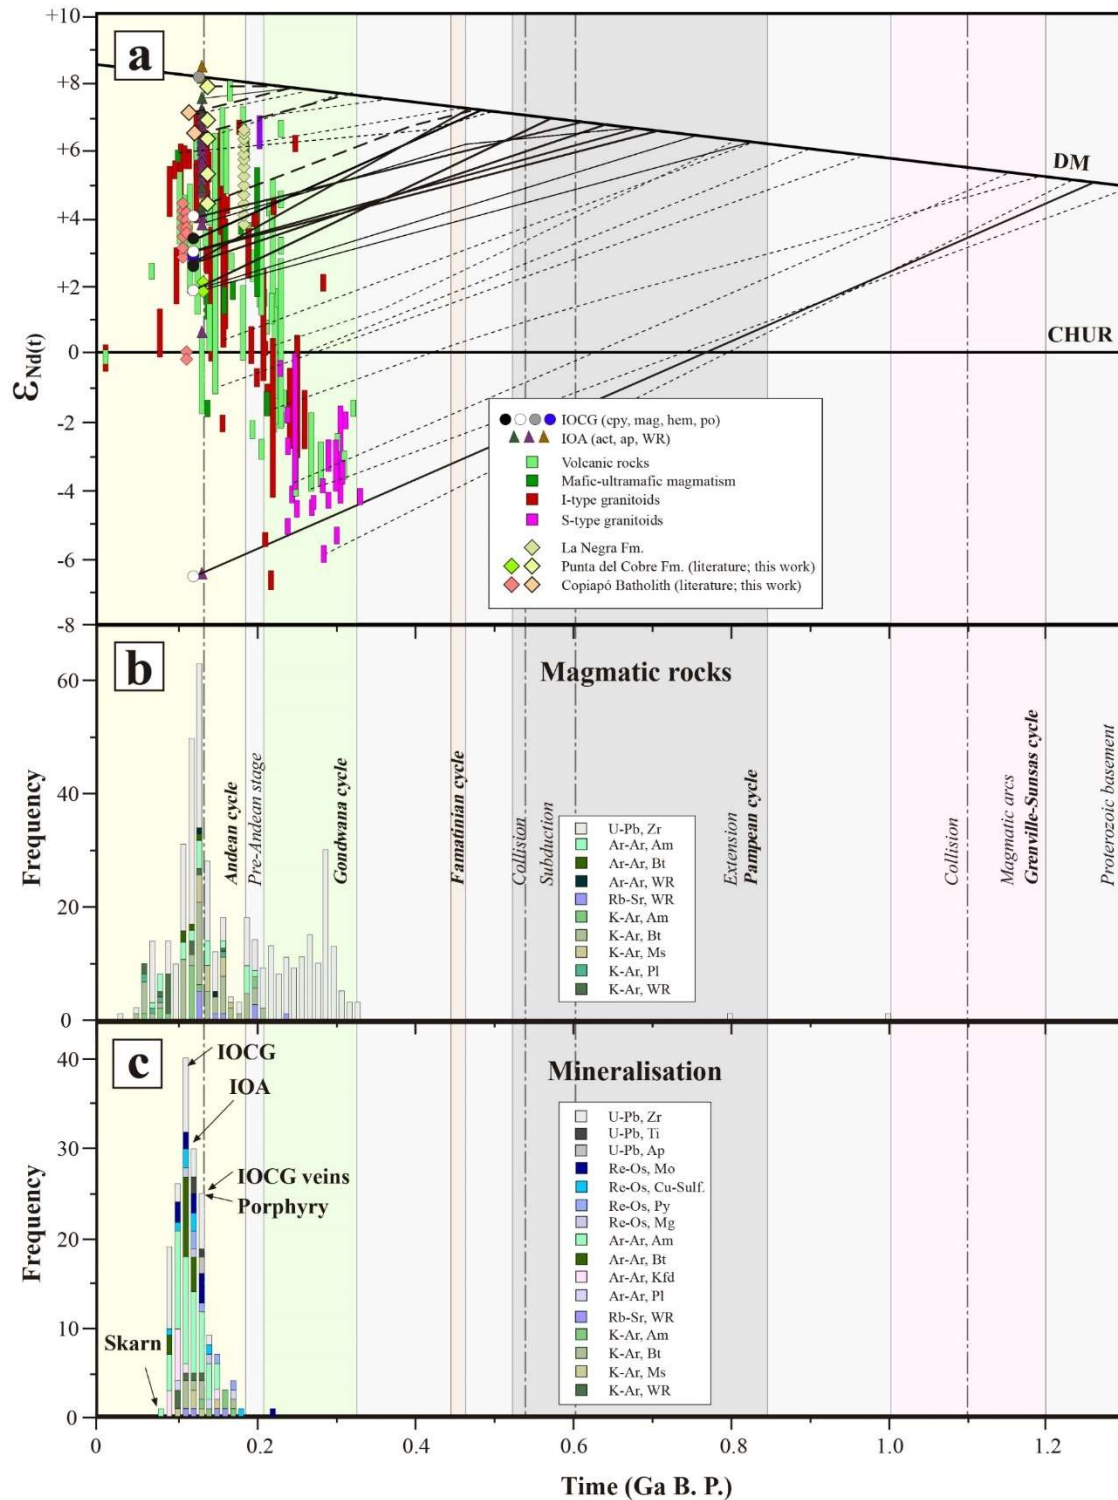 a
+10
+8
+6
+4
+2
0
-2
-4
-6
-8
εNd(t)
DM
CHUR
IOCG (cpy, mag, hem, po)
IOA (act, ap, WR)
Volcanic rocks
Mafic-ultramafic magmatism
I-type granitoids
S-type granitoids
La Negra Fm.
Punta del Cobre Fm. (literature; this work)
Copiapó Batholith (literature; this work)
b
Magmatic rocks
60
40
20
0
Frequency
Andean cycle
Pre-Andean stage
Gondwana cycle
Famatinian cycle
Collision
Subduction
Extension
Pampean cycle
Collision
Magmatic arcs
Grenville-Sunsas cycle
Proterozoic basement
U-Pb, Zr
Ar-Ar, Am
Ar-Ar, Bt
Ar-Ar, WR
Rb-Sr, WR
K-Ar, Am
K-Ar, Bt
K-Ar, Ms
K-Ar, Pl
K-Ar, WR
c
Mineralisation
40
30
20
10
0
Frequency
IOCG
IOA
IOCG veins
Porphyry
Skarn
U-Pb, Zr
U-Pb, Ti
U-Pb, Ap
Re-Os, Mo
Re-Os, Cu-Sulf.
Re-Os, Py
Re-Os, Mg
Ar-Ar, Am
Ar-Ar, Bt
Ar-Ar, Kfd
Ar-Ar, Pl
Rb-Sr, WR
K-Ar, Am
K-Ar, Bt
K-Ar, Ms
K-Ar, WR
0 0.2 0.4 0.6 0.8 1.0 1.2
Time (Ga B. P.)